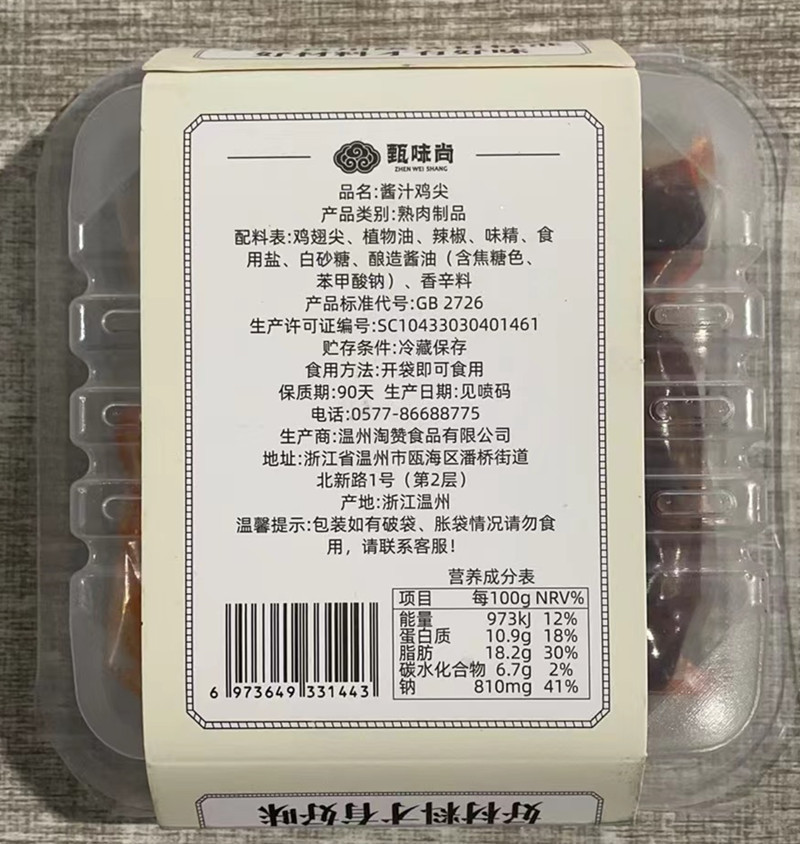 好材料才有好味
甄味尚
ZHEN WEI SHANG
品名:酱汁鸡尖
产品类别:熟肉制品
配料表:鸡翅尖、植物油、辣椒、味精、食
用盐、白砂糖、酿造酱油（含焦糖色、
苯甲酸钠）、香辛料
产品标准代号:GB 2726
生产许可证编号:SC10433030401461
贮存条件:冷藏保存
食用方法:开袋即可食用
保质期:90天 生产日期:见喷码
电话:0577-86688775
生产商:温州淘赞食品有限公司
地址:浙江省温州市瓯海区潘桥街道
北新路1号（第2层）
产地:浙江温州
温馨提示:包装如有破袋、胀袋情况请勿食
用，请联系客服！
营养成分表
项目 每100g NRV%
能量 973kJ 12%
蛋白质 10.9g 18%
脂肪 18.2g 30%
碳水化合物 6.7g 2%
钠 810mg 41%
6 973649 331443
好材料才有好味